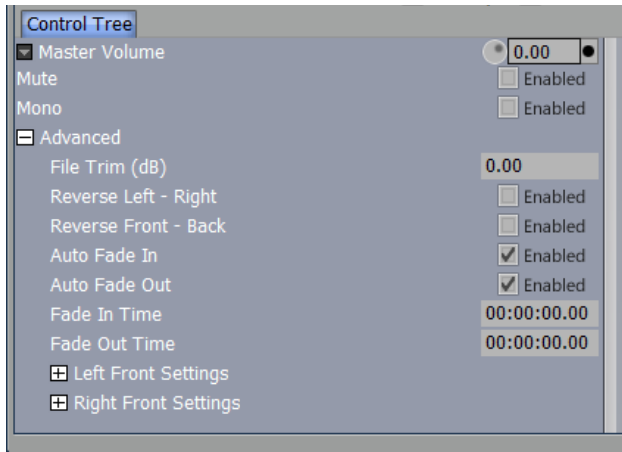 Control Tree
Master Volume 0.00
Mute Enabled
Mono Enabled
Advanced
File Trim (dB) 0.00
Reverse Left - Right Enabled
Reverse Front - Back Enabled
Auto Fade In Enabled
Auto Fade Out Enabled
Fade In Time 00:00:00.00
Fade Out Time 00:00:00.00
Left Front Settings
Right Front Settings